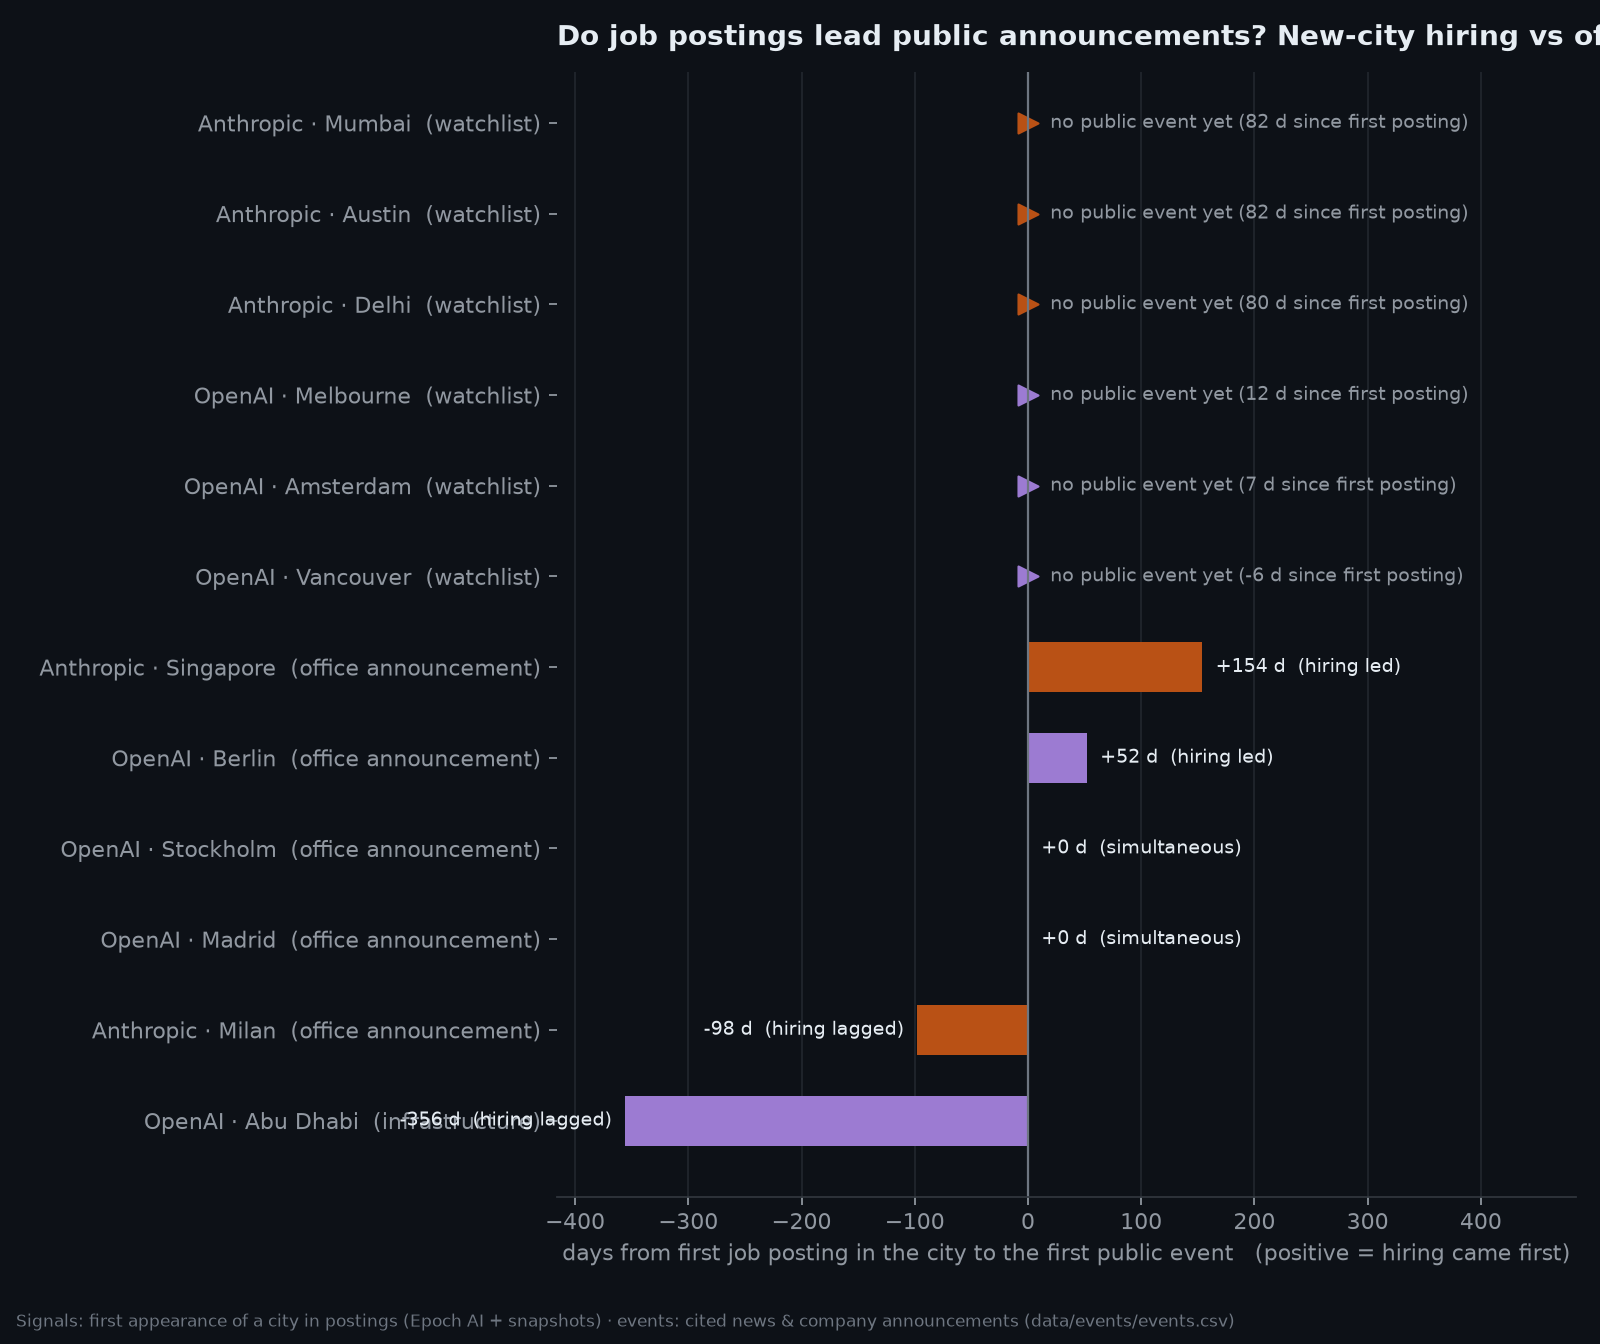 Do job postings lead public announcements? New-city hiring vs of
Anthropic · Mumbai (watchlist)
no public event yet (82 d since first posting)
Anthropic · Austin (watchlist)
no public event yet (82 d since first posting)
Anthropic · Delhi (watchlist)
no public event yet (80 d since first posting)
OpenAI · Melbourne (watchlist)
no public event yet (12 d since first posting)
OpenAI · Amsterdam (watchlist)
no public event yet (7 d since first posting)
OpenAI · Vancouver (watchlist)
no public event yet (-6 d since first posting)
Anthropic · Singapore (office announcement)
+154 d (hiring led)
OpenAI · Berlin (office announcement)
+52 d (hiring led)
OpenAI · Stockholm (office announcement)
+0 d (simultaneous)
OpenAI · Madrid (office announcement)
+0 d (simultaneous)
Anthropic · Milan (office announcement)
-98 d (hiring lagged)
OpenAI · Abu Dhabi (infrastructure)
-356 d (hiring lagged)
−400 −300 −200 −100 0 100 200 300 400
days from first job posting in the city to the first public event (positive = hiring came first)
Signals: first appearance of a city in postings (Epoch AI + snapshots) · events: cited news & company announcements (data/events/events.csv)